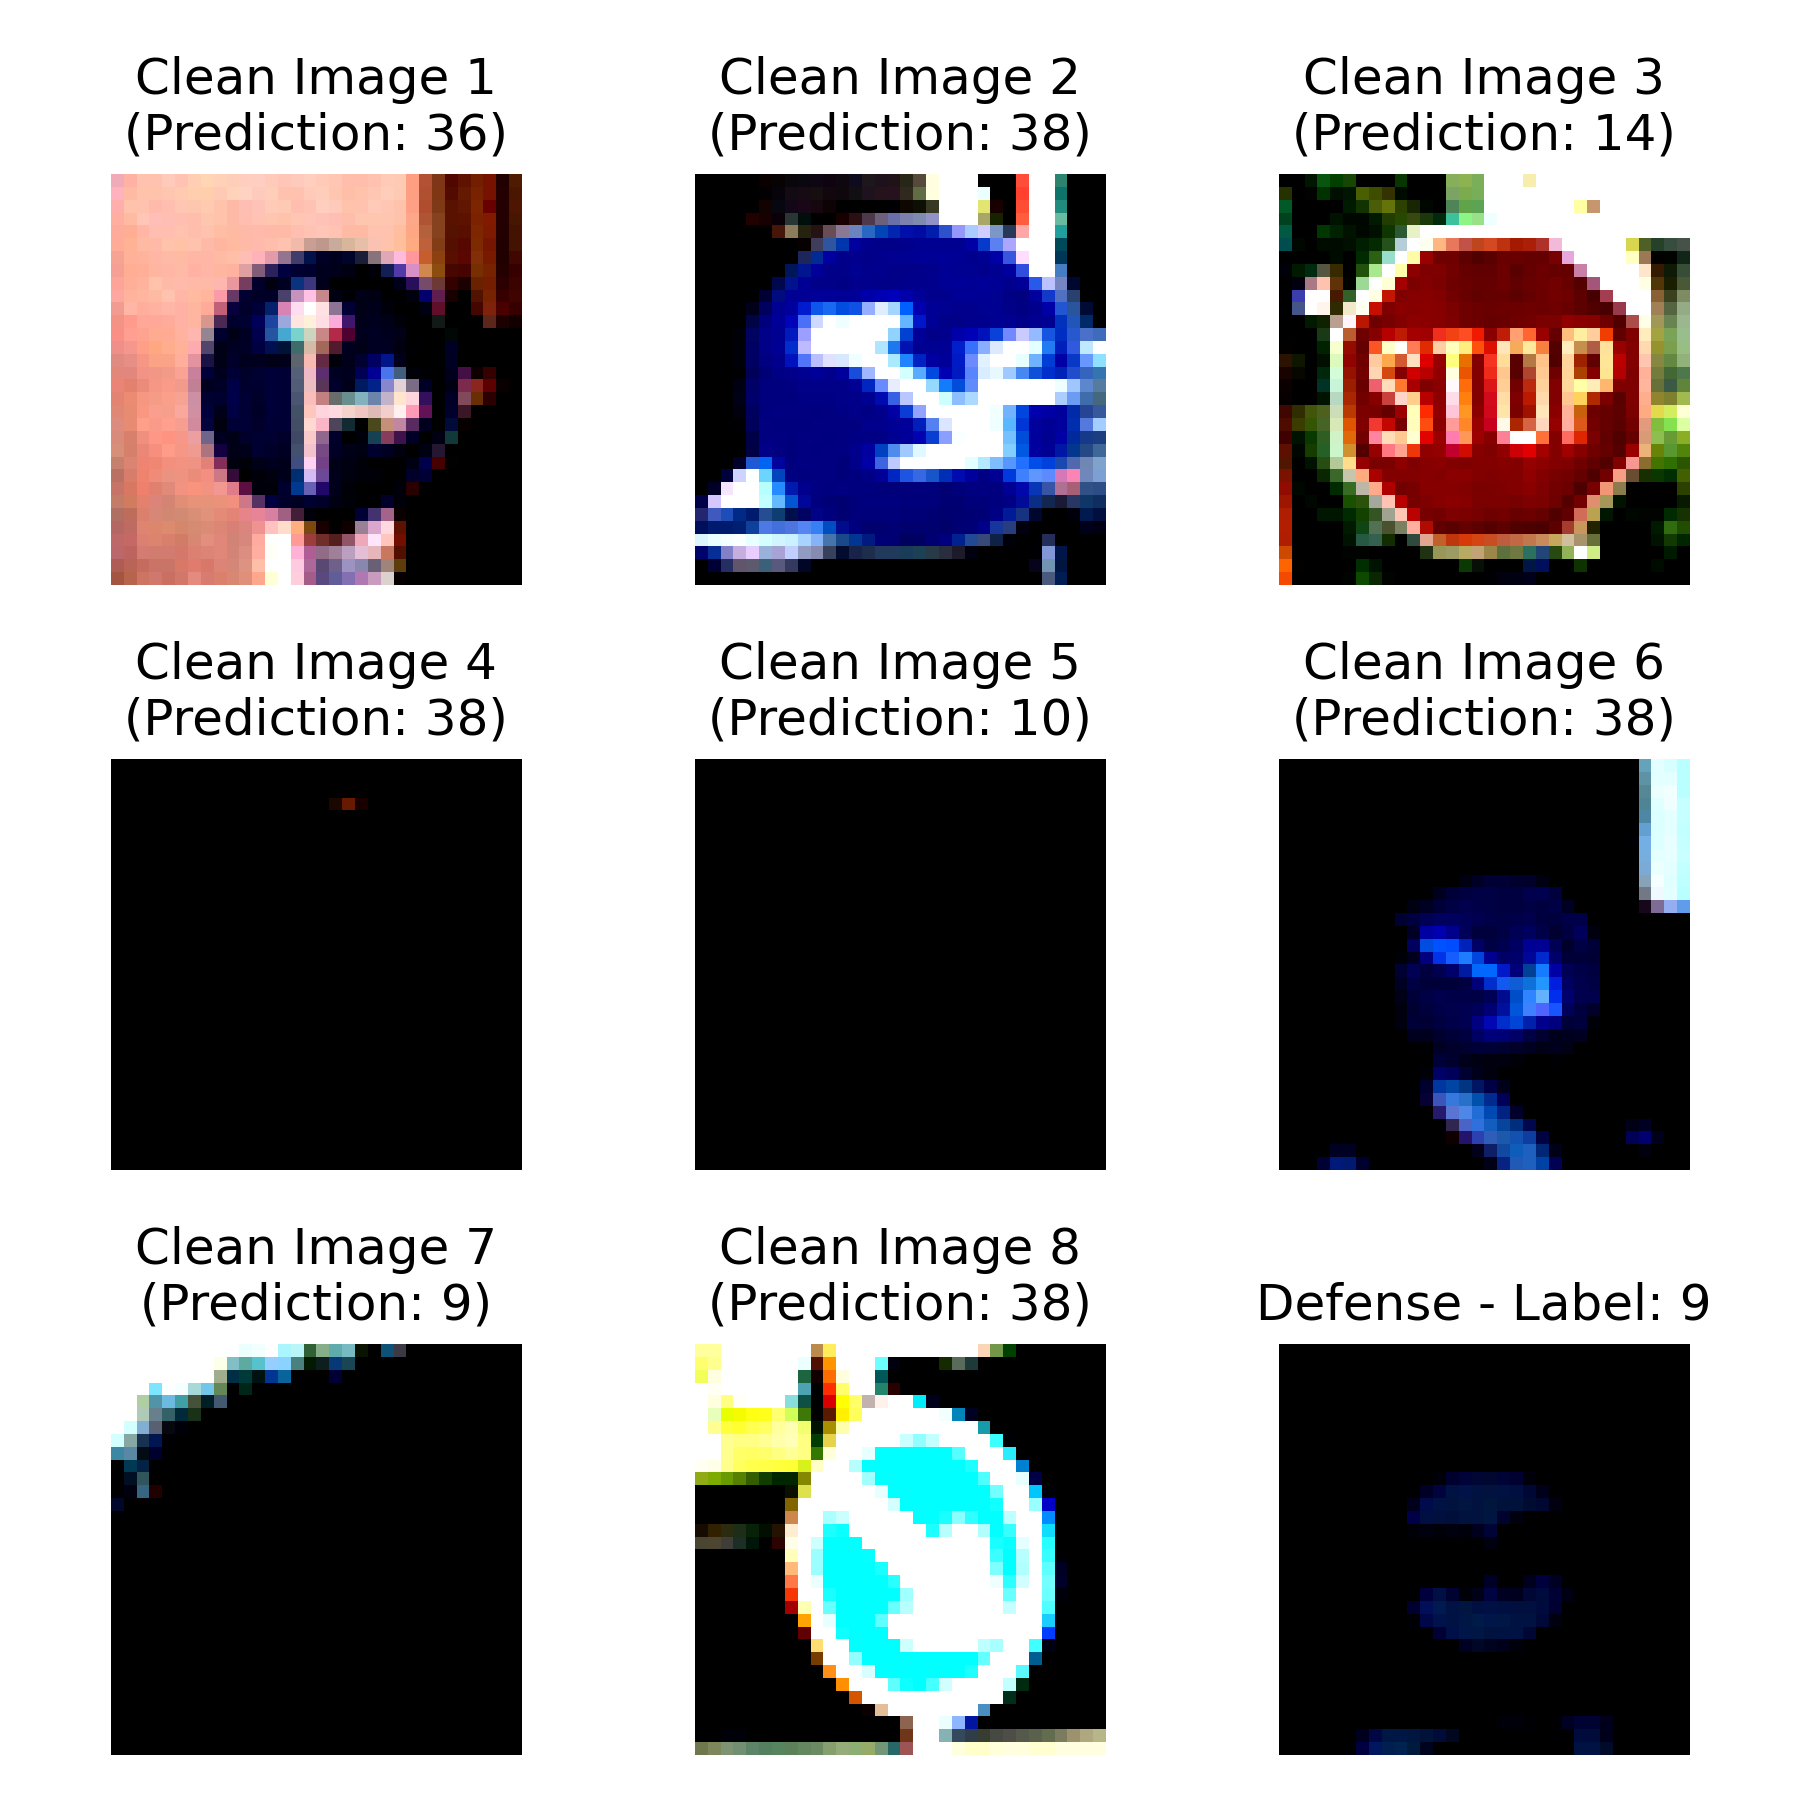 Clean Image 1
(Prediction: 36)
Clean Image 2
(Prediction: 38)
Clean Image 3
(Prediction: 14)
STOP
Clean Image 4
(Prediction: 38)
Clean Image 5
(Prediction: 10)
Clean Image 6
(Prediction: 38)
Clean Image 7
(Prediction: 9)
Clean Image 8
(Prediction: 38)
Defense - Label: 9